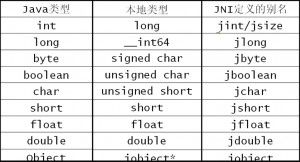 Java类型 本地类型 JNI定义的别名
int long jint/jsize
long __int64 jlong
byte signed char jbyte
boolean unsigned char jboolean
char unsigned short jchar
short short jshort
float float jfloat
double double jdouble
Object jobject* jobject